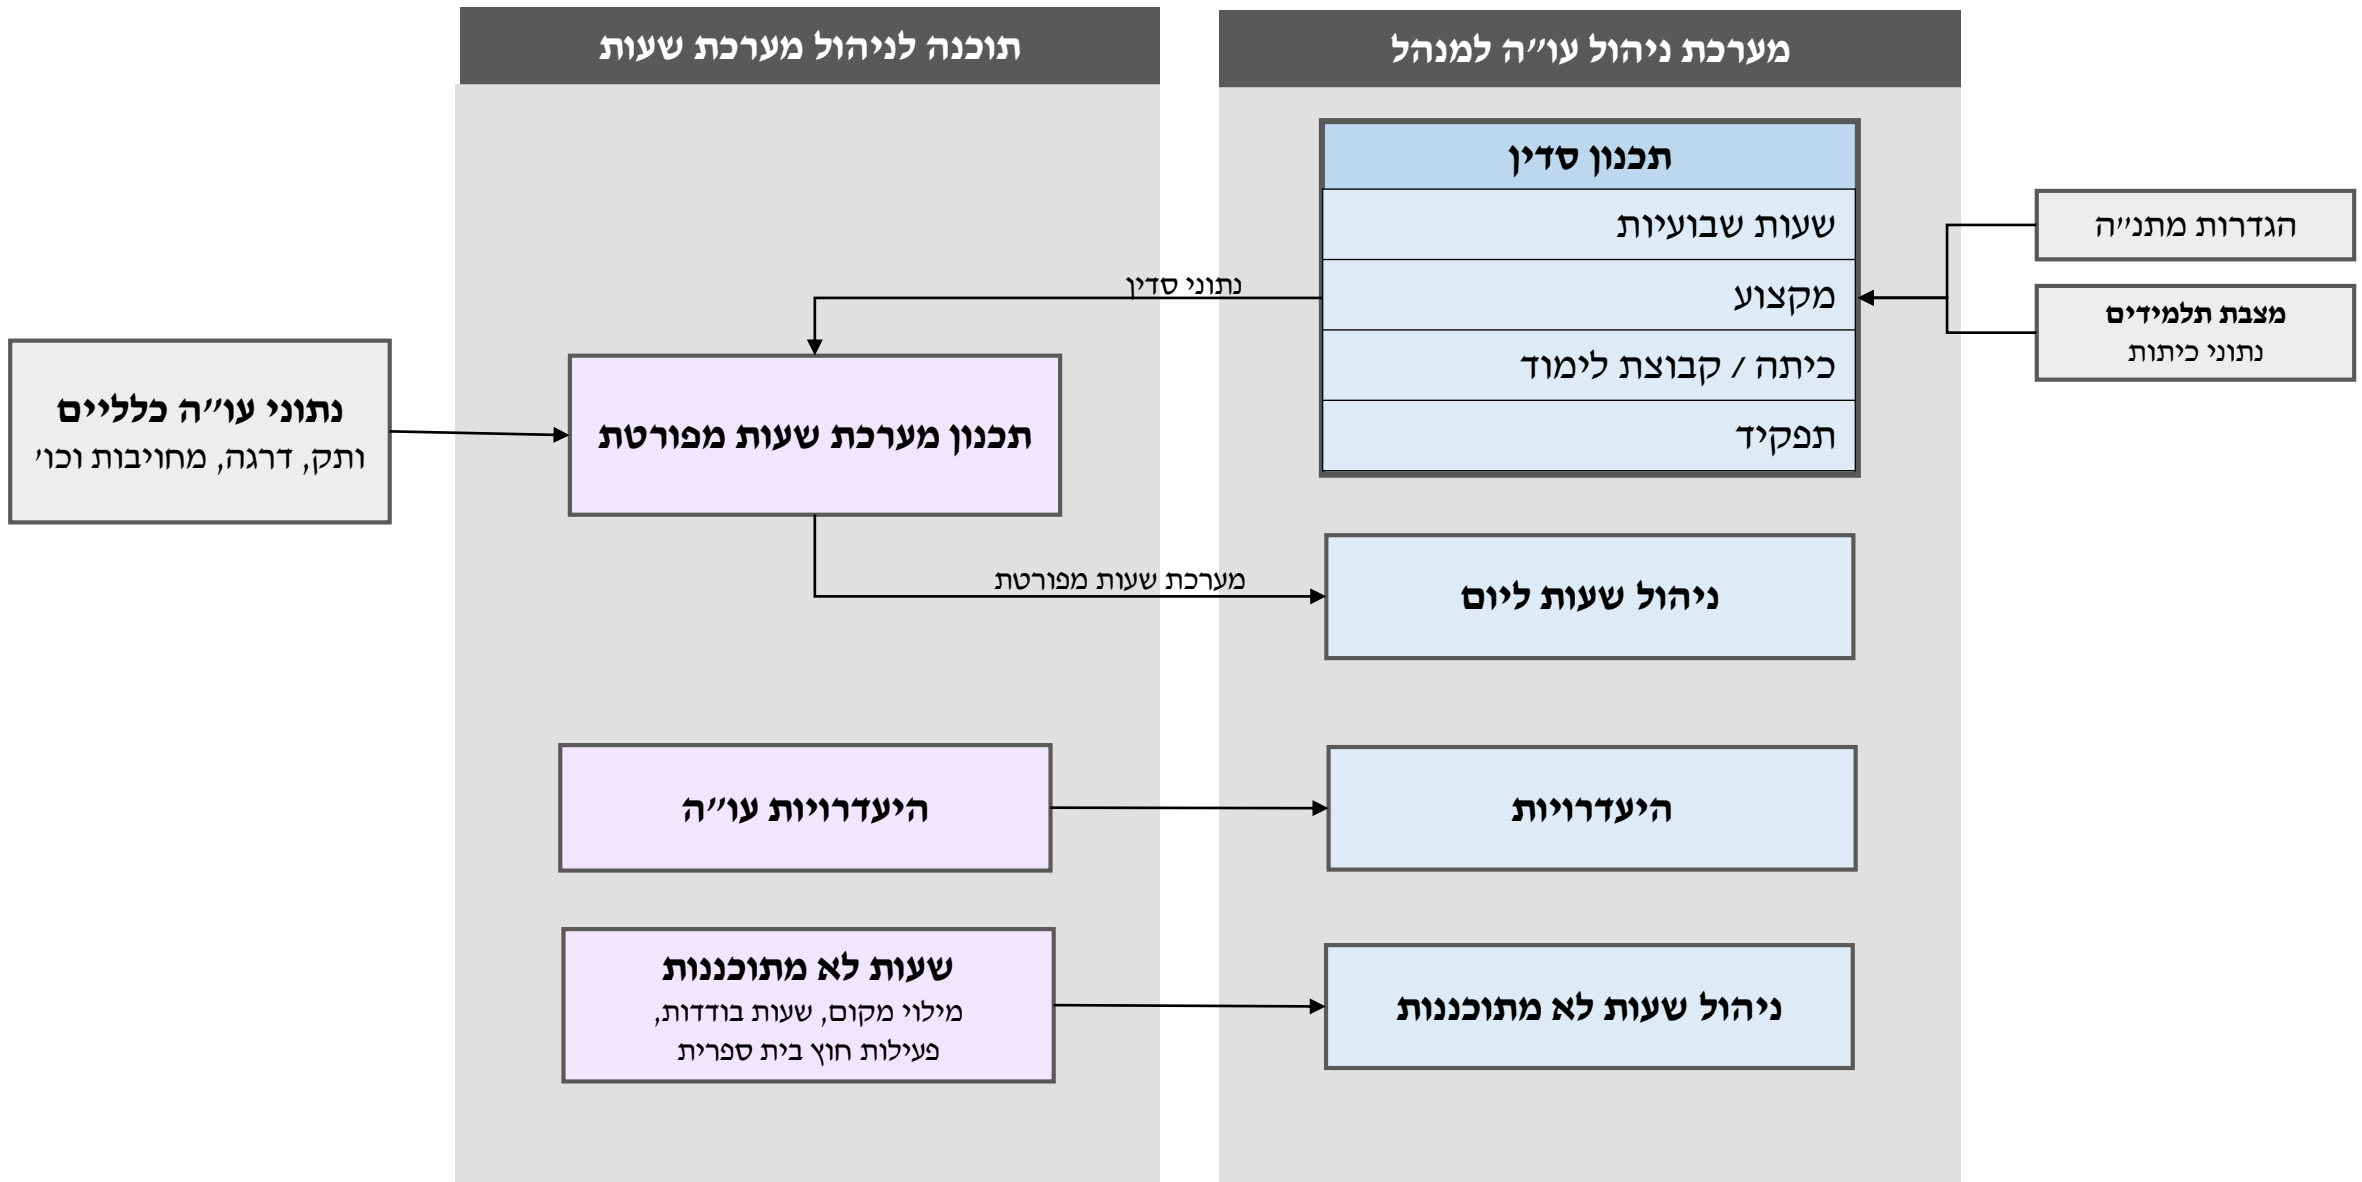 מערכת ניהול עו״ה למנהל
תוכנה לניהול מערכת שעות
תכנון סדין
שעות שבועיות
מקצוע
כיתה / קבוצת לימוד
תפקיד
הגדרות מתנ״ה
מצבת תלמידים
נתוני כיתות
נתוני סדין
תכנון מערכת שעות מפורטת
נתוני עו״ה כלליים
ותק, דרגה, מחויבות וכו׳
מערכת שעות מפורטת
ניהול שעות ליום
היעדרויות
היעדרויות עו״ה
ניהול שעות לא מתוכננות
שעות לא מתוכננות
מילוי מקום, שעות בודדות,
פעילות חוץ בית ספרית